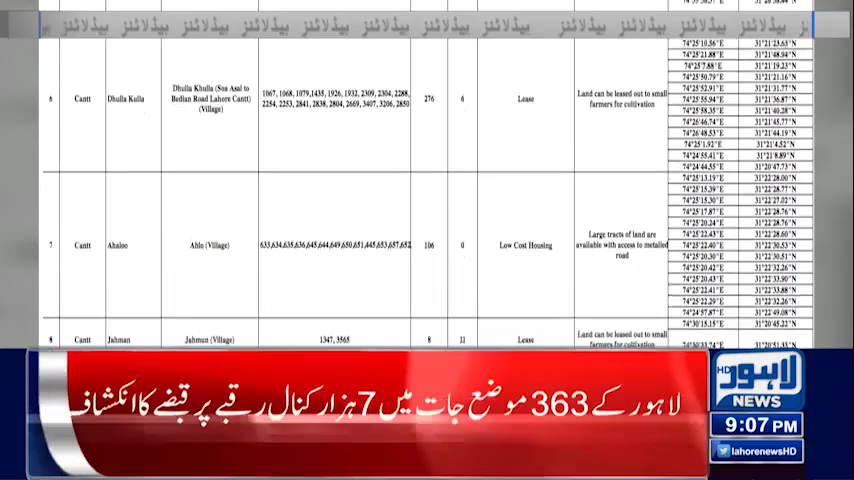 ہیڈلائنز ہیڈلائنز ہیڈلائنز ہیڈلائنز ہیڈلائنز ہیڈلائنز
74°25'10.56"E 31°21'23.63"N
74°25'21.88"E 31°21'48.94"N
74°25'7.88"E 31°21'19.23"N
74°25'50.79"E 31°21'21.16"N
74°25'52.91"E 31°21'31.77"N
6 Cantt Dhulla Kulla Dhulla Khulla (Soa Asal to Bedian Road Lahore Cantt) (Village) 1067, 1068, 1079,1435, 1926, 1932, 2309, 2304, 2288, 2254, 2253, 2841, 2838, 2804, 2669, 3407, 3206, 2850 276 6 Lease Land can be leased out to small farmers for cultivation 74°25'55.94"E 31°21'36.87"N
74°25'58.35"E 31°21'40.28"N
74°26'46.74"E 31°21'45.77"N
74°26'48.53"E 31°21'44.19"N
74°25'1.92"E 31°21'4.52"N
74°24'55.41"E 31°21'8.89"N
74°24'44.55"E 31°20'47.73"N
74°25'13.19"E 31°22'28.00"N
74°25'15.39"E 31°22'28.77"N
74°25'15.30"E 31°22'27.02"N
74°25'17.87"E 31°22'28.76"N
74°25'20.24"E 31°22'28.76"N
74°25'22.43"E 31°22'28.60"N
7 Cantt Ahaloo Ahlo (Village) 633,634,635,636,645,644,649,650,651,445,653,657,652, 106 0 Low Cost Housing Large tracts of land are available with access to metalled road 74°25'22.40"E 31°22'30.53"N
74°25'20.30"E 31°22'30.51"N
74°25'20.42"E 31°22'32.26"N
74°25'20.43"E 31°22'33.90"N
74°25'22.41"E 31°22'33.88"N
74°25'22.29"E 31°22'32.26"N
74°24'57.87"E 31°22'49.08"N
74°30'15.15"E 31°20'45.22"N
8 Cantt Jahman Jahmun (Village) 1347, 3565 8 11 Lease Land can be leased out to small farmers for cultivation 74°30'33.74"E 31°20'51.33"N
لاہور کے 363 موضع جات میں 7 ہزار کنال رقبے پر قبضے کا انکشاف
HD لاہور
NEWS
9:07 PM
lahorenewsHD